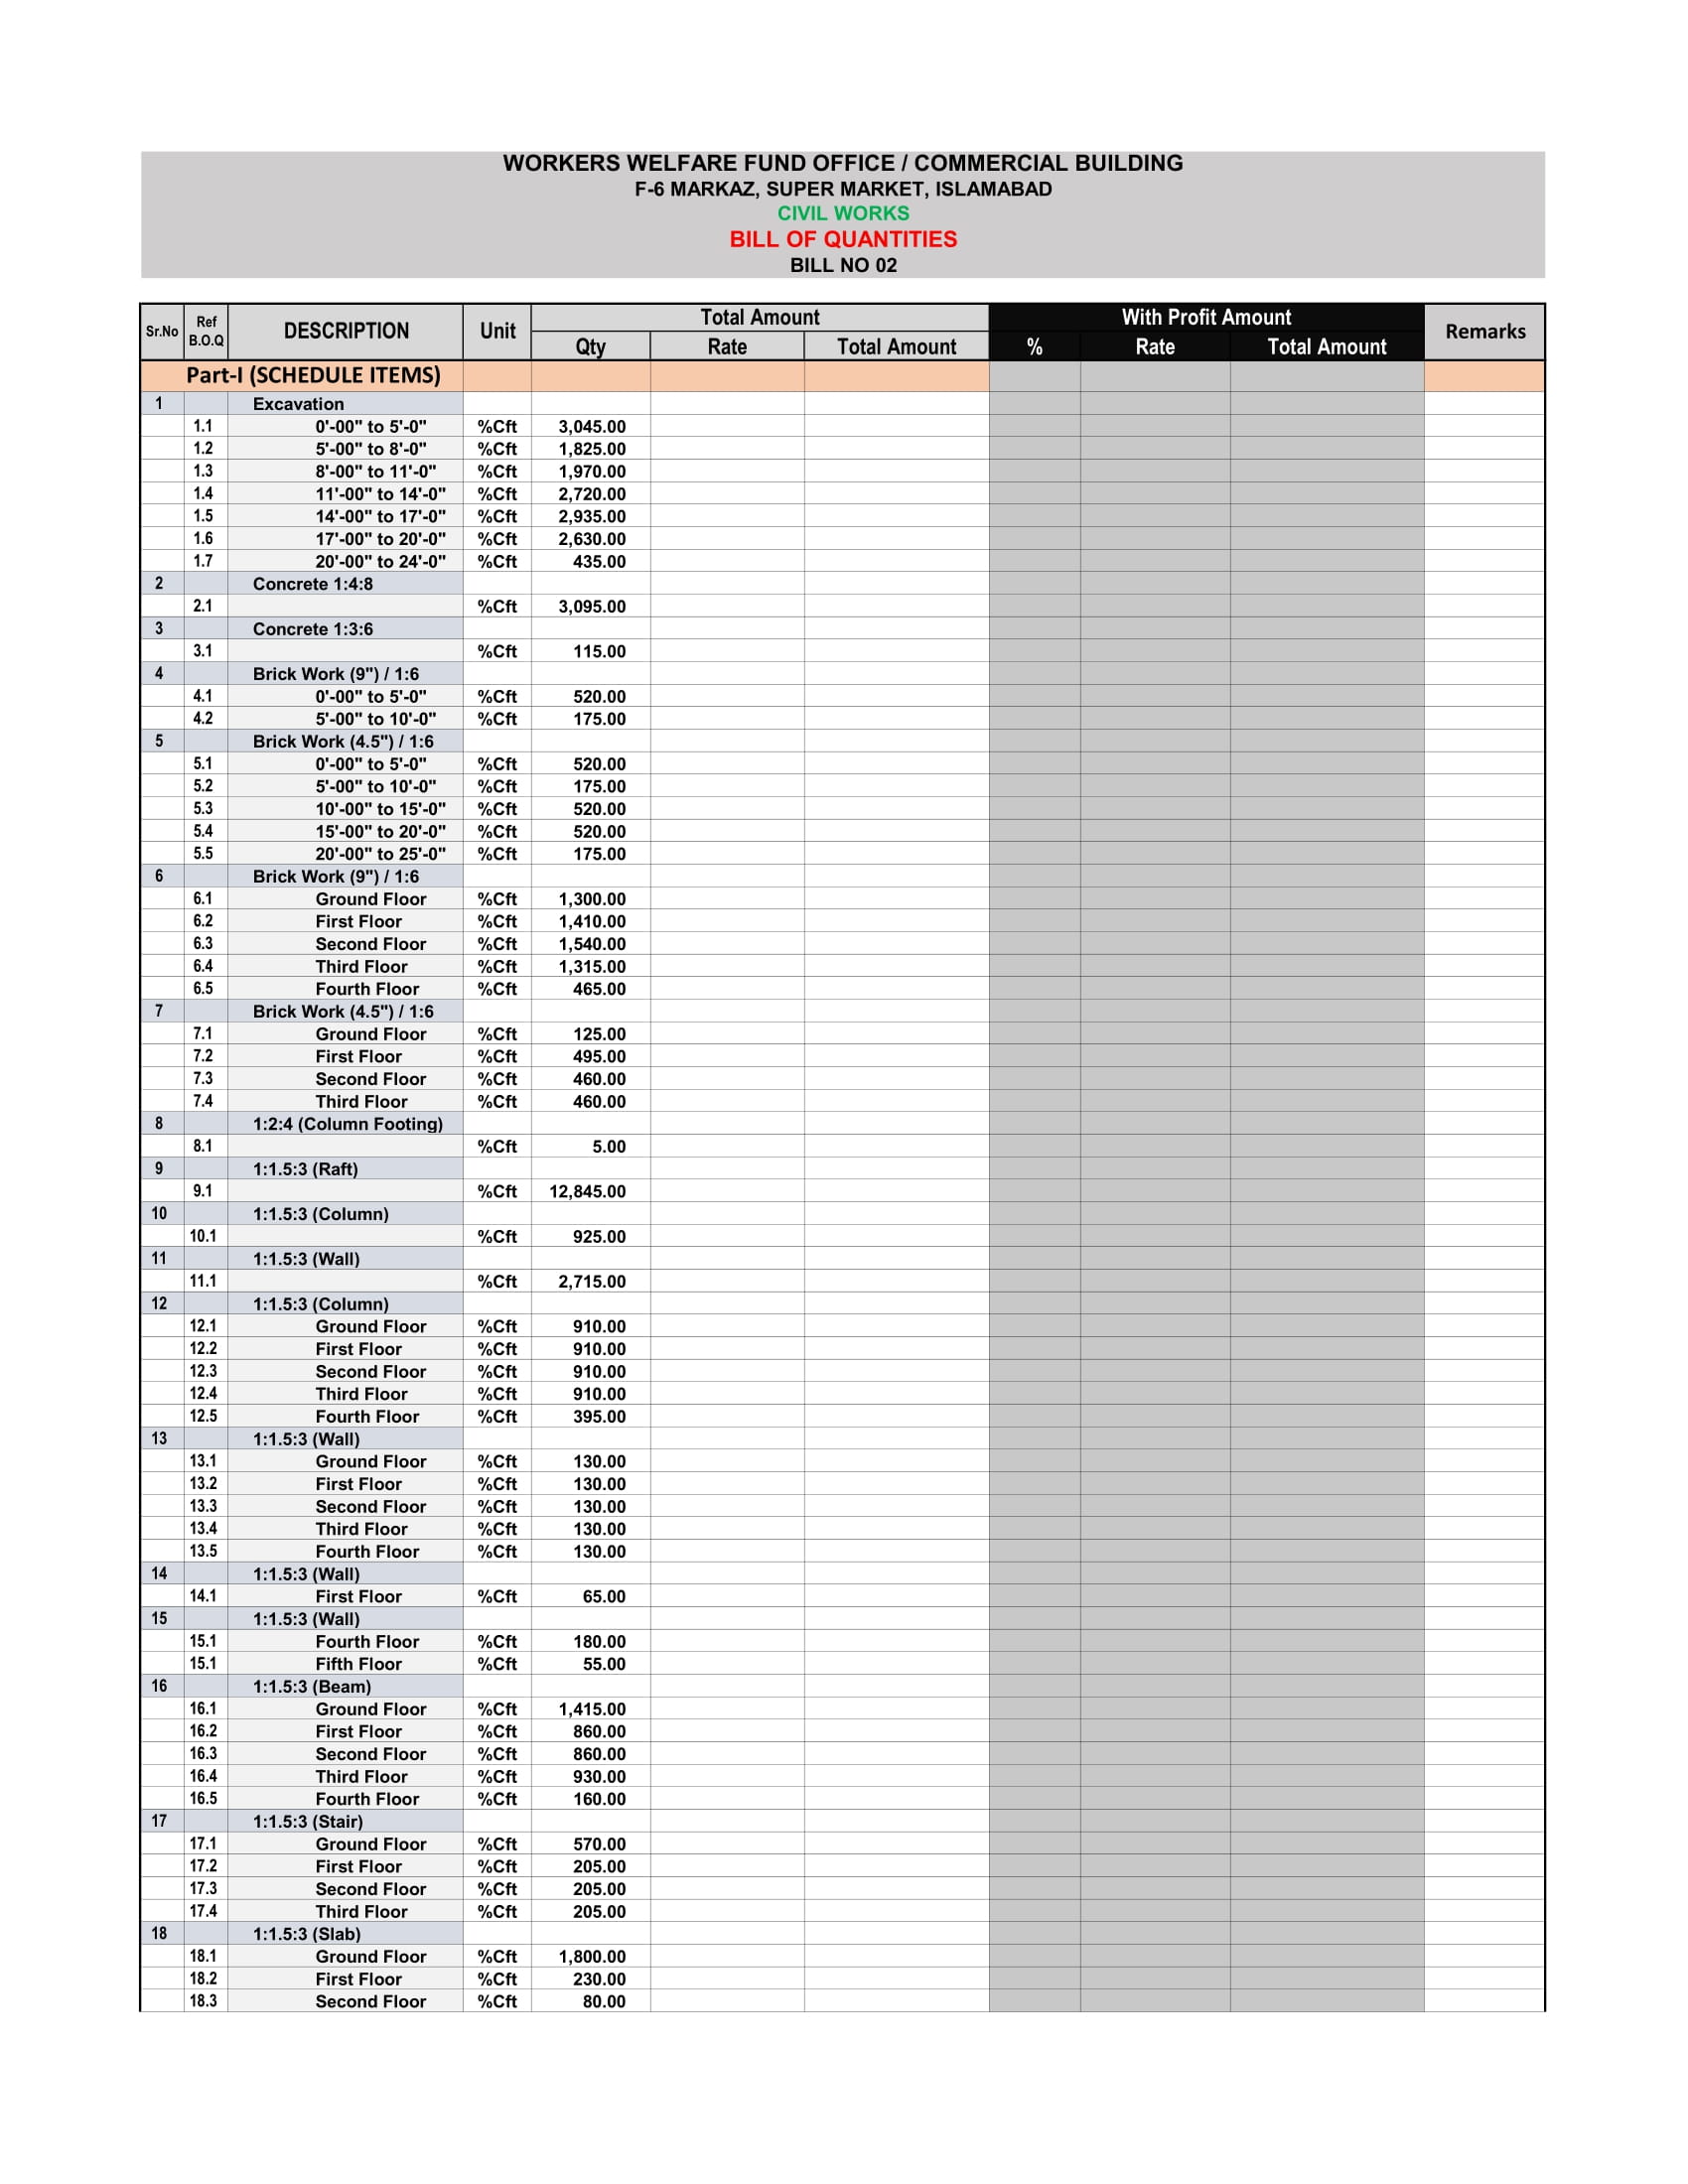 WORKERS WELFARE FUND OFFICE / COMMERCIAL BUILDING
F-6 MARKAZ, SUPER MARKET, ISLAMABAD
CIVIL WORKS
BILL OF QUANTITIES
BILL NO 02
Sr.No Ref B.O.Q DESCRIPTION Unit Total Amount With Profit Amount Remarks
Qty Rate Total Amount % Rate Total Amount
Part-I (SCHEDULE ITEMS)
1 Excavation
1.1 0'-00" to 5'-0" %Cft 3,045.00
1.2 5'-00" to 8'-0" %Cft 1,825.00
1.3 8'-00" to 11'-0" %Cft 1,970.00
1.4 11'-00" to 14'-0" %Cft 2,720.00
1.5 14'-00" to 17'-0" %Cft 2,935.00
1.6 17'-00" to 20'-0" %Cft 2,630.00
1.7 20'-00" to 24'-0" %Cft 435.00
2 Concrete 1:4:8
2.1 %Cft 3,095.00
3 Concrete 1:3:6
3.1 %Cft 115.00
4 Brick Work (9") / 1:6
4.1 0'-00" to 5'-0" %Cft 520.00
4.2 5'-00" to 10'-0" %Cft 175.00
5 Brick Work (4.5") / 1:6
5.1 0'-00" to 5'-0" %Cft 520.00
5.2 5'-00" to 10'-0" %Cft 175.00
5.3 10'-00" to 15'-0" %Cft 520.00
5.4 15'-00" to 20'-0" %Cft 520.00
5.5 20'-00" to 25'-0" %Cft 175.00
6 Brick Work (9") / 1:6
6.1 Ground Floor %Cft 1,300.00
6.2 First Floor %Cft 1,410.00
6.3 Second Floor %Cft 1,540.00
6.4 Third Floor %Cft 1,315.00
6.5 Fourth Floor %Cft 465.00
7 Brick Work (4.5") / 1:6
7.1 Ground Floor %Cft 125.00
7.2 First Floor %Cft 495.00
7.3 Second Floor %Cft 460.00
7.4 Third Floor %Cft 460.00
8 1:2:4 (Column Footing)
8.1 %Cft 5.00
9 1:1.5:3 (Raft)
9.1 %Cft 12,845.00
10 1:1.5:3 (Column)
10.1 %Cft 925.00
11 1:1.5:3 (Wall)
11.1 %Cft 2,715.00
12 1:1.5:3 (Column)
12.1 Ground Floor %Cft 910.00
12.2 First Floor %Cft 910.00
12.3 Second Floor %Cft 910.00
12.4 Third Floor %Cft 910.00
12.5 Fourth Floor %Cft 395.00
13 1:1.5:3 (Wall)
13.1 Ground Floor %Cft 130.00
13.2 First Floor %Cft 130.00
13.3 Second Floor %Cft 130.00
13.4 Third Floor %Cft 130.00
13.5 Fourth Floor %Cft 130.00
14 1:1.5:3 (Wall)
14.1 First Floor %Cft 65.00
15 1:1.5:3 (Wall)
15.1 Fourth Floor %Cft 180.00
15.1 Fifth Floor %Cft 55.00
16 1:1.5:3 (Beam)
16.1 Ground Floor %Cft 1,415.00
16.2 First Floor %Cft 860.00
16.3 Second Floor %Cft 860.00
16.4 Third Floor %Cft 930.00
16.5 Fourth Floor %Cft 160.00
17 1:1.5:3 (Stair)
17.1 Ground Floor %Cft 570.00
17.2 First Floor %Cft 205.00
17.3 Second Floor %Cft 205.00
17.4 Third Floor %Cft 205.00
18 1:1.5:3 (Slab)
18.1 Ground Floor %Cft 1,800.00
18.2 First Floor %Cft 230.00
18.3 Second Floor %Cft 80.00